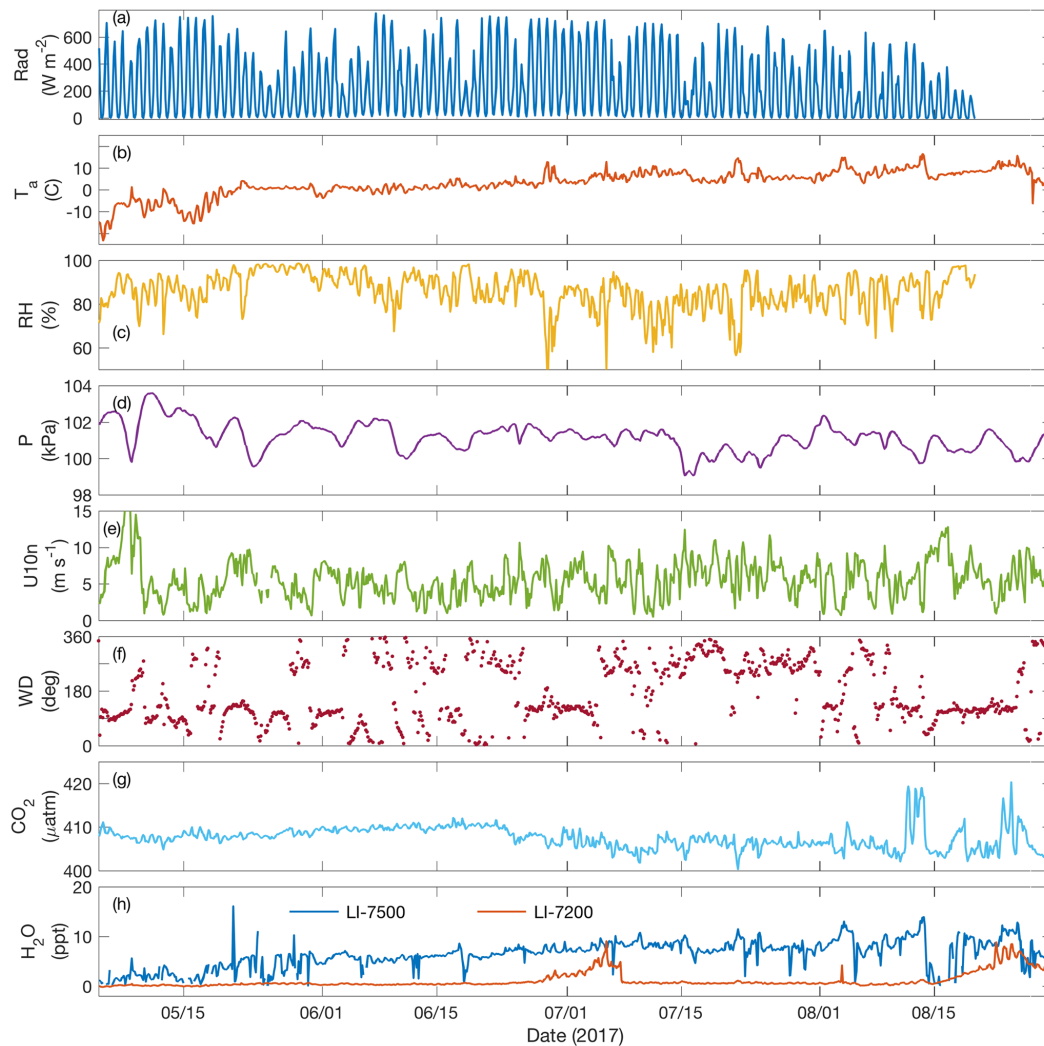 (a)
Rad
(W m⁻²)
600
400
200
0
(b)
T_a
(C)
10
0
-10
(c)
RH
(%)
100
80
60
(d)
P
(kPa)
104
102
100
98
(e)
U10n
(m s⁻¹)
15
10
5
0
(f)
WD
(deg)
360
180
0
(g)
CO₂
(μatm)
420
410
400
(h)
LI-7500 LI-7200
H₂O
(ppt)
20
10
0
05/15 06/01 06/15 07/01 07/15 08/01 08/15
Date (2017)